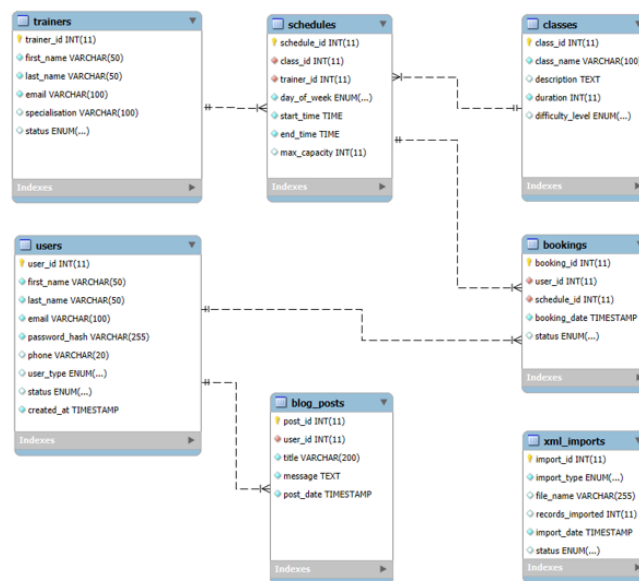 trainers
trainer_id INT(11)
first_name VARCHAR(50)
last_name VARCHAR(50)
email VARCHAR(100)
specialisation VARCHAR(100)
status ENUM(...)
Indexes
schedules
schedule_id INT(11)
class_id INT(11)
trainer_id INT(11)
day_of_week ENUM(...)
start_time TIME
end_time TIME
max_capacity INT(11)
Indexes
classes
class_id INT(11)
class_name VARCHAR(100)
description TEXT
duration INT(11)
difficulty_level ENUM(...)
Indexes
users
user_id INT(11)
first_name VARCHAR(50)
last_name VARCHAR(50)
email VARCHAR(100)
password_hash VARCHAR(255)
phone VARCHAR(20)
user_type ENUM(...)
status ENUM(...)
created_at TIMESTAMP
Indexes
bookings
booking_id INT(11)
user_id INT(11)
schedule_id INT(11)
booking_date TIMESTAMP
status ENUM(...)
Indexes
blog_posts
post_id INT(11)
user_id INT(11)
title VARCHAR(200)
message TEXT
post_date TIMESTAMP
Indexes
xml_imports
import_id INT(11)
import_type ENUM(...)
file_name VARCHAR(255)
records_imported INT(11)
import_date TIMESTAMP
status ENUM(...)
Indexes